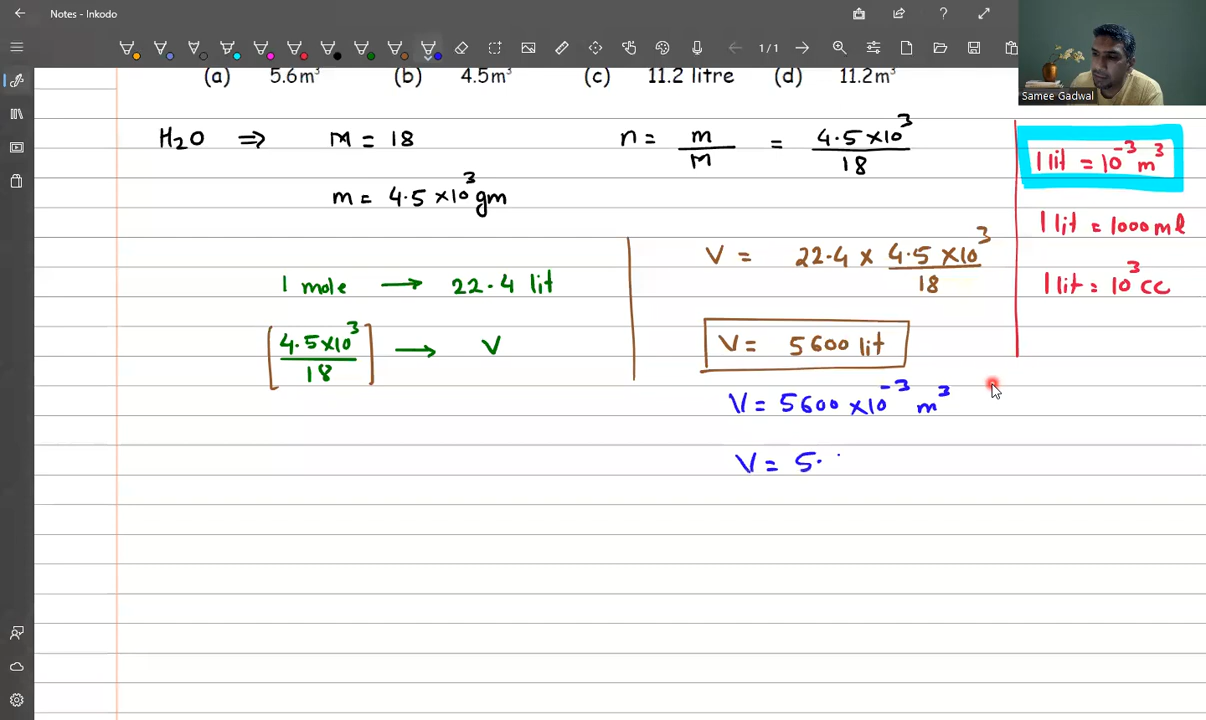 Notes - Inkodo
1/1
Samee Gadwal
(a) 5.6m³ (b) 4.5m³ (c) 11.2 litre (d) 11.2m³
H₂O ⇒ M = 18
m = 4.5 ×10³ gm
n = m/M = 4.5×10³/18
1 mole → 22.4 lit
[4.5×10³/18] → V
V = 22.4 × 4.5×10³/18
V = 5600 lit
V = 5600 ×10⁻³ m³
V = 5.
1 lit = 10⁻³ m³
1 lit = 1000 ml
1 lit = 10³ cc